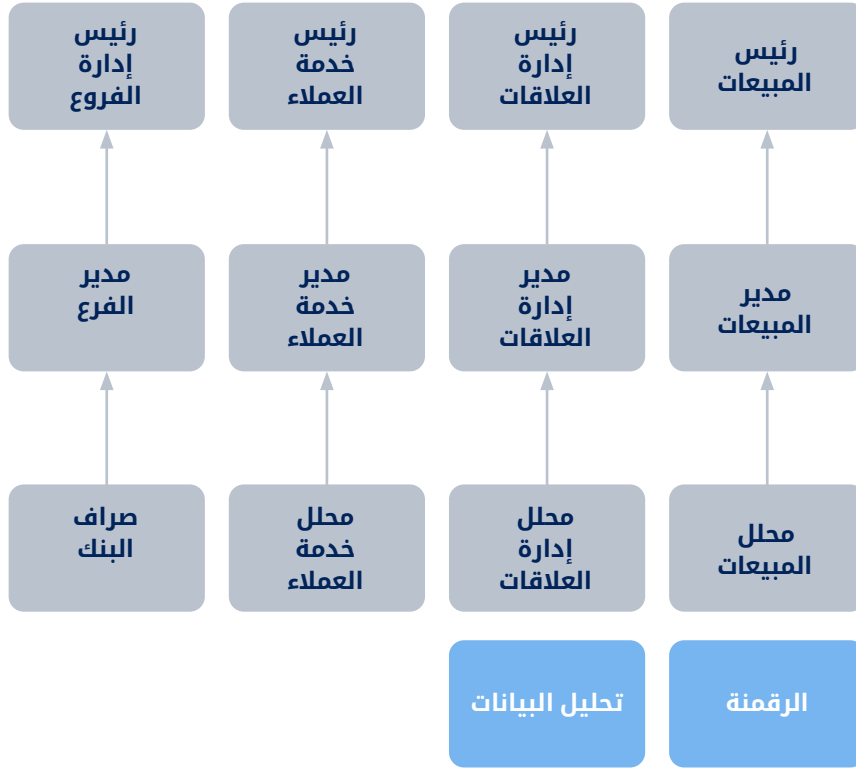 رئيس
المبيعات
رئيس
إدارة
العلاقات
رئيس
خدمة
العملاء
رئيس
إدارة
الفروع
مدير
المبيعات
مدير
إدارة
العلاقات
مدير
خدمة
العملاء
مدير
الفرع
محلل
المبيعات
محلل
إدارة
العلاقات
محلل
خدمة
العملاء
صراف
البنك
الرقمنة
تحليل البيانات